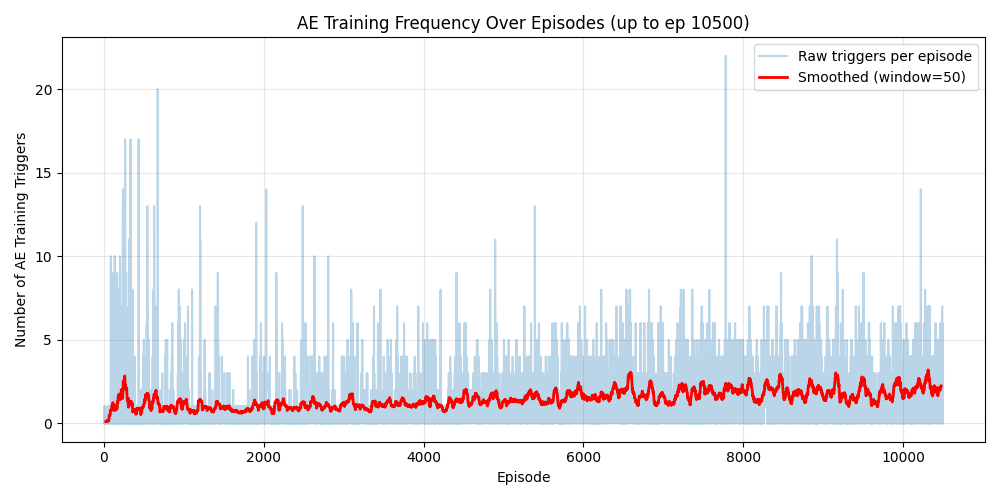 AE Training Frequency Over Episodes (up to ep 10500)
Raw triggers per episode
Smoothed (window=50)
Number of AE Training Triggers
20
15
10
5
0
0 2000 4000 6000 8000 10000
Episode